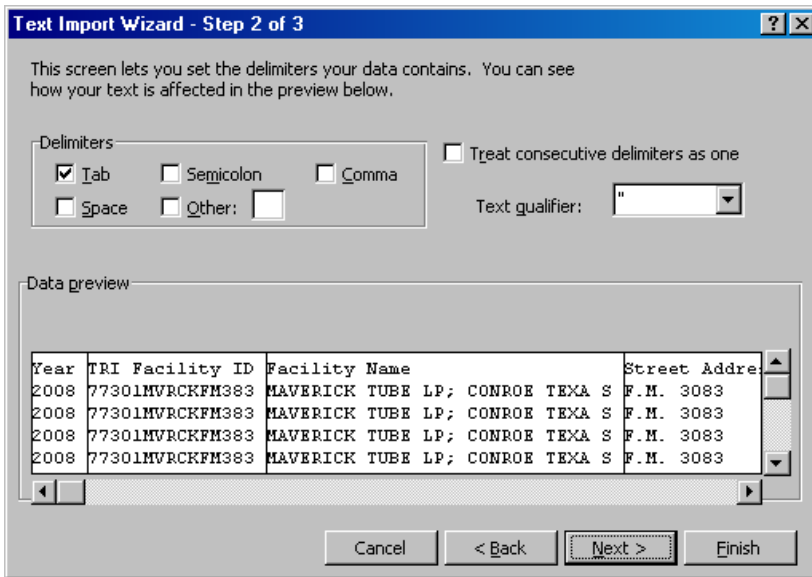 Text Import Wizard - Step 2 of 3
This screen lets you set the delimiters your data contains. You can see
how your text is affected in the preview below.
Delimiters
Tab Semicolon Comma
Space Other:
Treat consecutive delimiters as one
Text qualifier: "
Data preview
Year TRI Facility ID Facility Name Street Addre
2008 77301MVRCKFM383 MAVERICK TUBE LP; CONROE TEXA S F.M. 3083
2008 77301MVRCKFM383 MAVERICK TUBE LP; CONROE TEXA S F.M. 3083
2008 77301MVRCKFM383 MAVERICK TUBE LP; CONROE TEXA S F.M. 3083
2008 77301MVRCKFM383 MAVERICK TUBE LP; CONROE TEXA S F.M. 3083
Cancel < Back Next > Finish